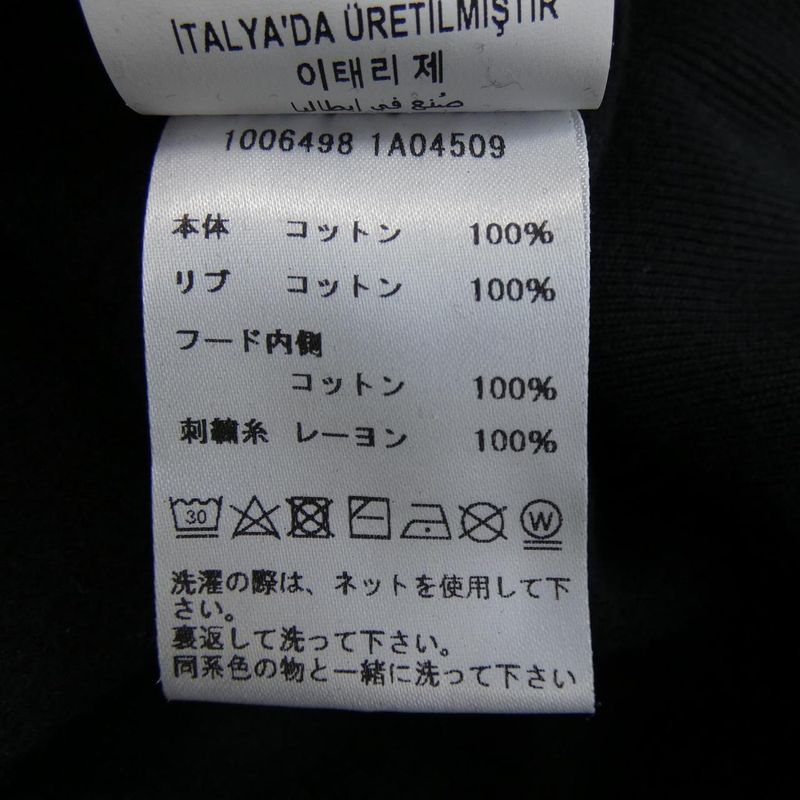 İTALYA'DA ÜRETİLMİŞTİR
이태리 제
صُنع في إيطاليا
1006498 1A04509
本体 コットン 100%
リブ コットン 100%
フード内側
コットン 100%
刺繍糸 レーヨン 100%
30 W
洗濯の際は、ネットを使用して下
さい。
裏返して洗って下さい。
同系色の物と一緒に洗って下さい